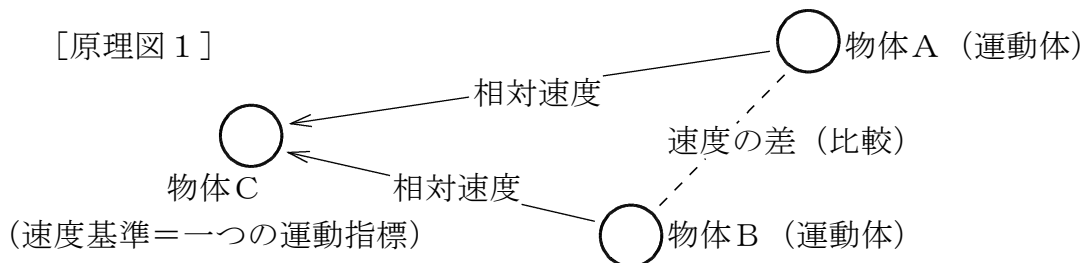 ［原理図１］
物体Ａ（運動体）
相対速度
速度の差（比較）
物体Ｃ
相対速度
（速度基準＝一つの運動指標）
物体Ｂ（運動体）